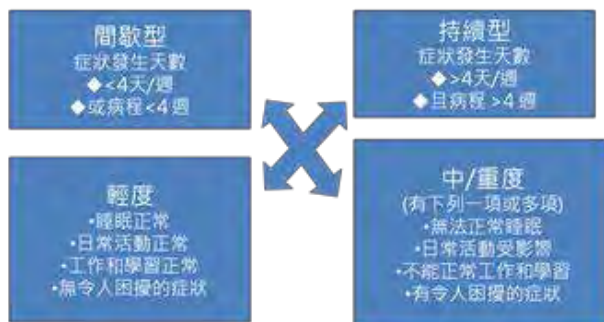 間歇型
症狀發生天數
◆<4天/週
◆或病程<4週
持續型
症狀發生天數
◆>4天/週
◆且病程>4週
輕度
•睡眠正常
•日常活動正常
•工作和學習正常
•無令人困擾的症狀
中/重度
(有下列一項或多項)
•無法正常睡眠
•日常活動受影響
•不能正常工作和學習
•有令人困擾的症狀